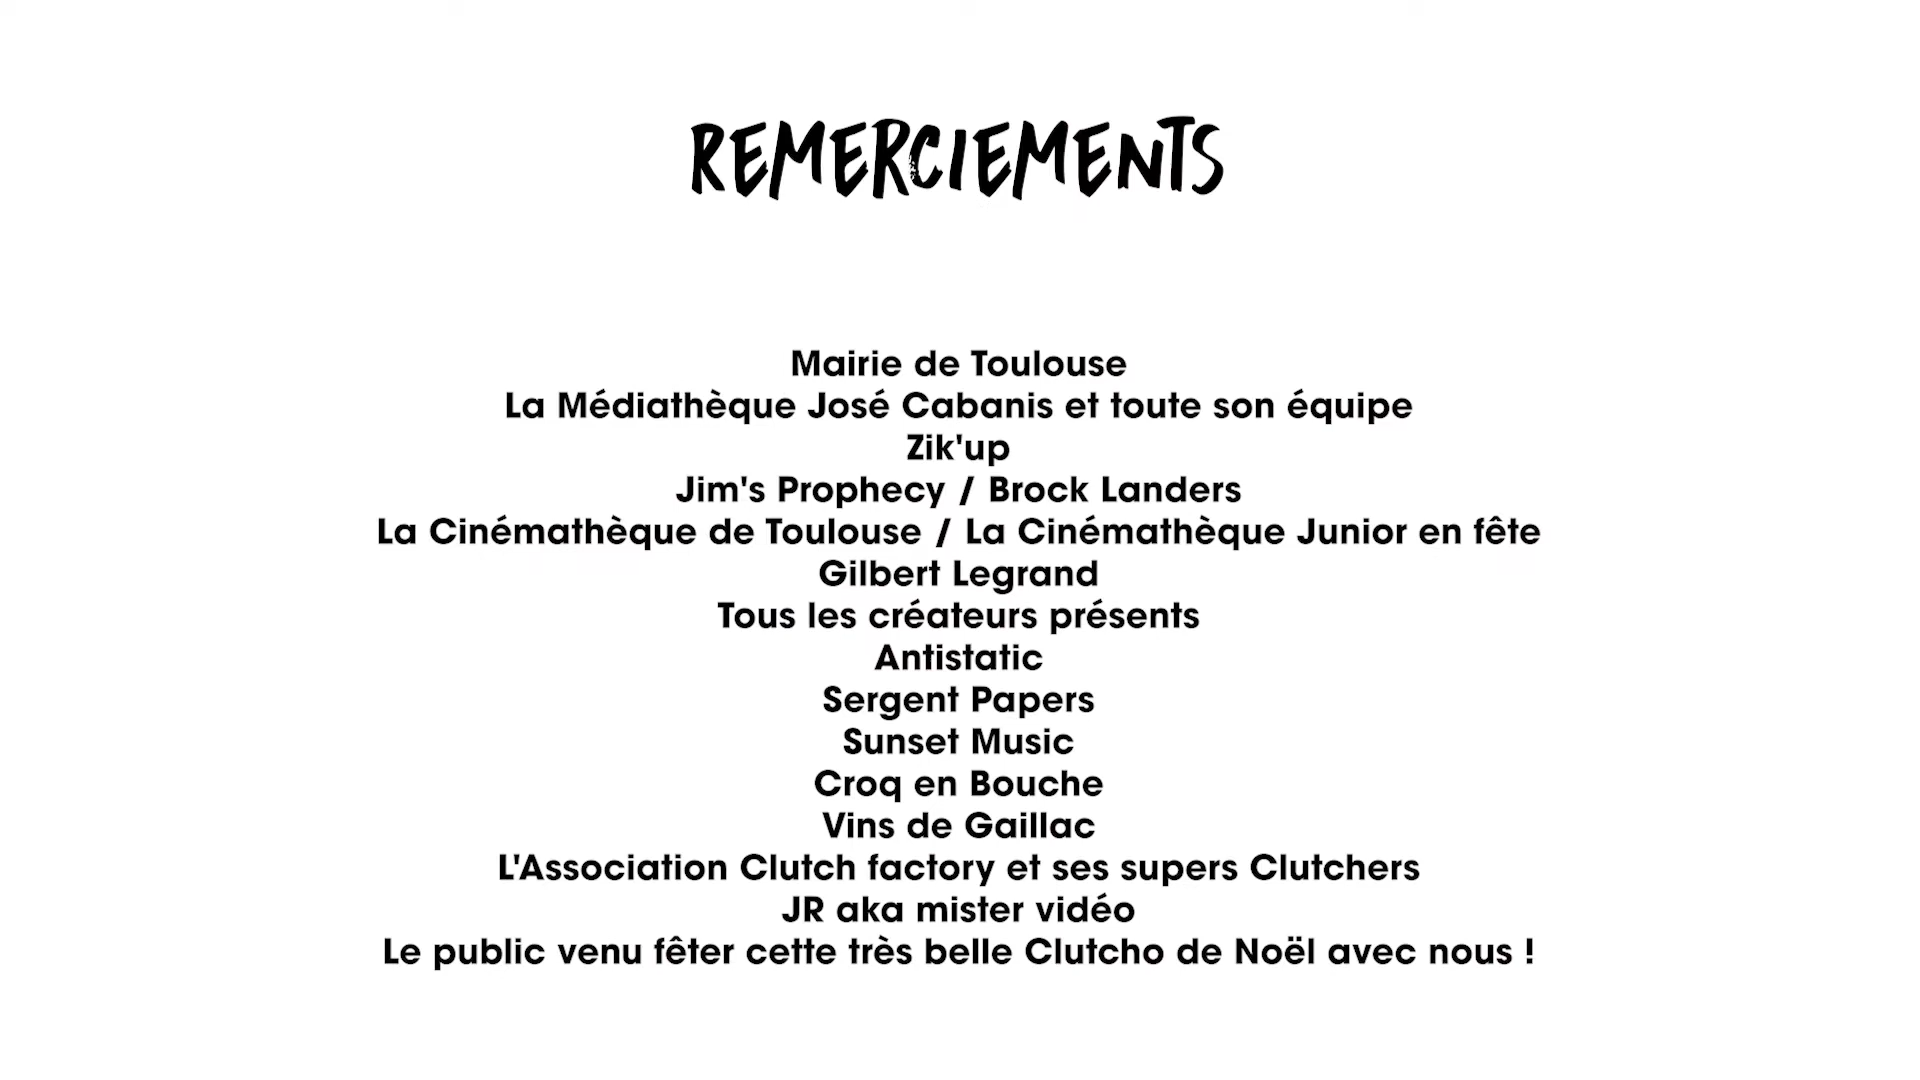 REMERCIEMENTS
Mairie de Toulouse
La Médiathèque José Cabanis et toute son équipe
Zik'up
Jim's Prophecy / Brock Landers
La Cinémathèque de Toulouse / La Cinémathèque Junior en fête
Gilbert Legrand
Tous les créateurs présents
Antistatic
Sergent Papers
Sunset Music
Croq en Bouche
Vins de Gaillac
L'Association Clutch factory et ses supers Clutchers
JR aka mister vidéo
Le public venu fêter cette très belle Clutcho de Noël avec nous !